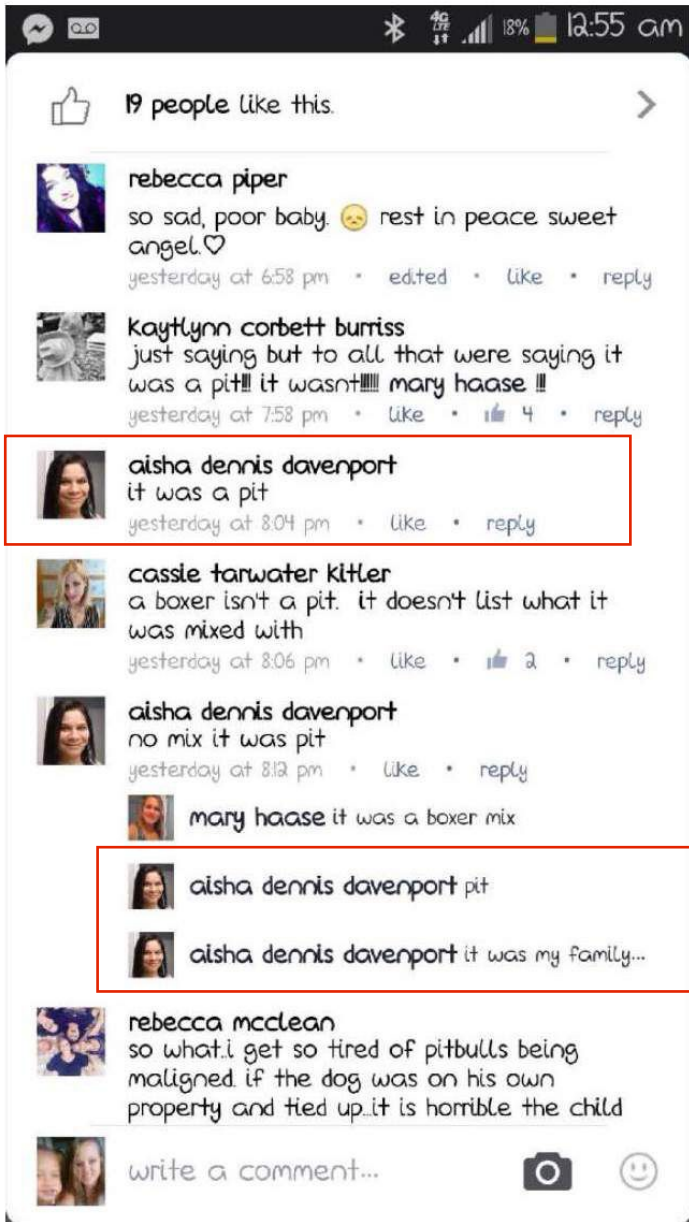 4G LTE 18% 12:55 am
19 people like this.
rebecca piper
so sad, poor baby. 😞 rest in peace sweet
angel.♡
yesterday at 6:58 pm • edited • like • reply
kaytlynn corbett burriss
just saying but to all that were saying it
was a pit!!! it wasnt!!!!!! mary haase !!!
yesterday at 7:58 pm • like • 4 • reply
aisha dennis davenport
it was a pit
yesterday at 8:04 pm • like • reply
cassie tarwater kitler
a boxer isn't a pit. it doesn't list what it
was mixed with
yesterday at 8:06 pm • like • 2 • reply
aisha dennis davenport
no mix it was pit
yesterday at 8:12 pm • like • reply
mary haase it was a boxer mix
aisha dennis davenport pit
aisha dennis davenport it was my family...
rebecca mcclean
so what..i get so tired of pitbulls being
maligned. if the dog was on his own
property and tied up...it is horrible the child
write a comment...